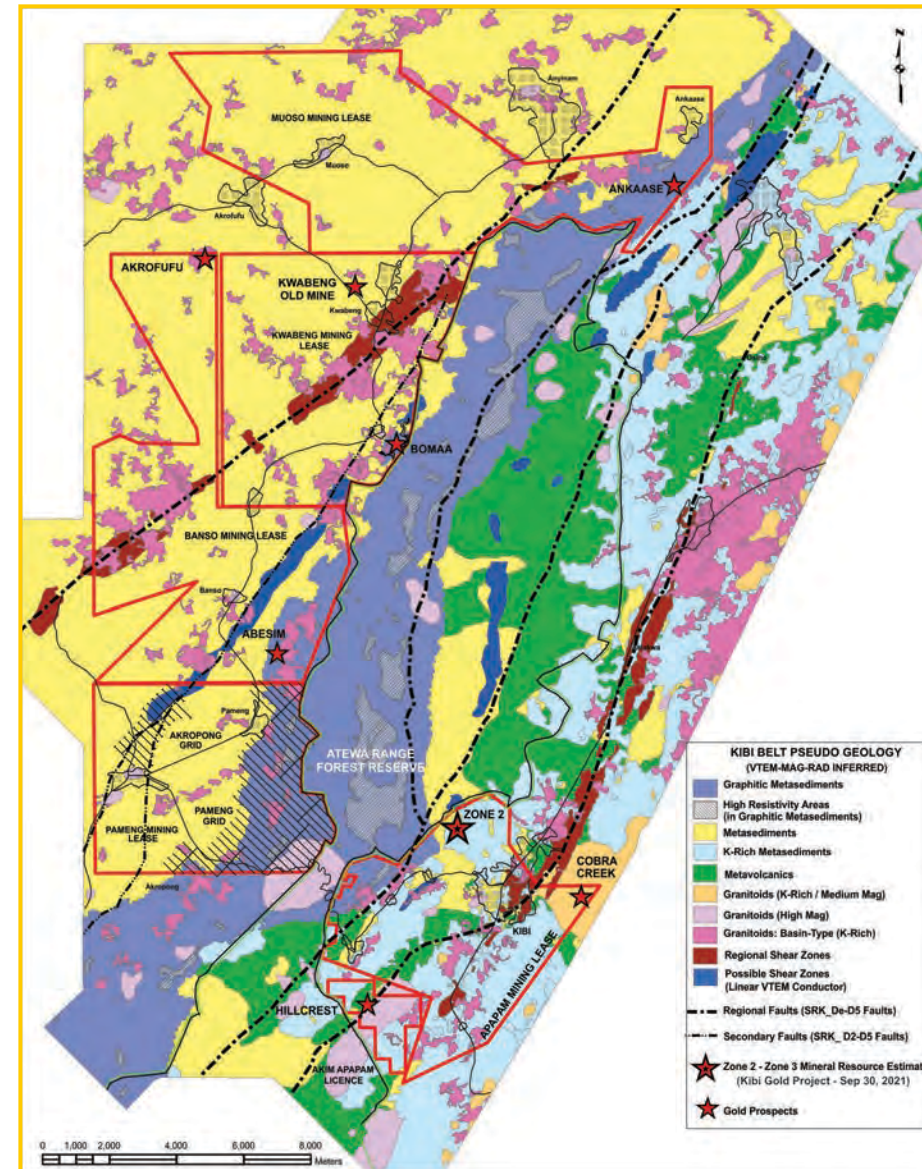 N
Anyinam
Ankaase
MUOSO MINING LEASE
Muoso
ANKAASE
Akrofufu
AKROFUFU
KWABENG
OLD MINE
Kwabeng
KWABENG MINING
LEASE
BOMAA
BANSO MINING LEASE
Banso
ABESIM
Pameng
AKROPONG
GRID
ATEWA RANGE
FOREST RESERVE
PAMENG
GRID
PAMENG MINING
LEASE
ZONE 2
Akropong
COBRA
CREEK
KIBI
APAPAM MINING LEASE
HILLCREST
AKIM APAPAM
LICENCE
KIBI BELT PSEUDO GEOLOGY
(VTEM-MAG-RAD INFERRED)
Graphitic Metasediments
High Resistivity Areas
(in Graphitic Metasediments)
Metasediments
K-Rich Metasediments
Metavolcanics
Granitoids (K-Rich / Medium Mag)
Granitoids (High Mag)
Granitoids: Basin-Type (K-Rich)
Regional Shear Zones
Possible Shear Zones
(Linear VTEM Conductor)
Regional Faults (SRK_De-D5 Faults)
Secondary Faults (SRK_ D2-D5 Faults)
Zone 2 - Zone 3 Mineral Resource Estimat
(Kibi Gold Project - Sep 30, 2021)
Gold Prospects
0 1,000 2,000 4,000 6,000 8,000
Meters